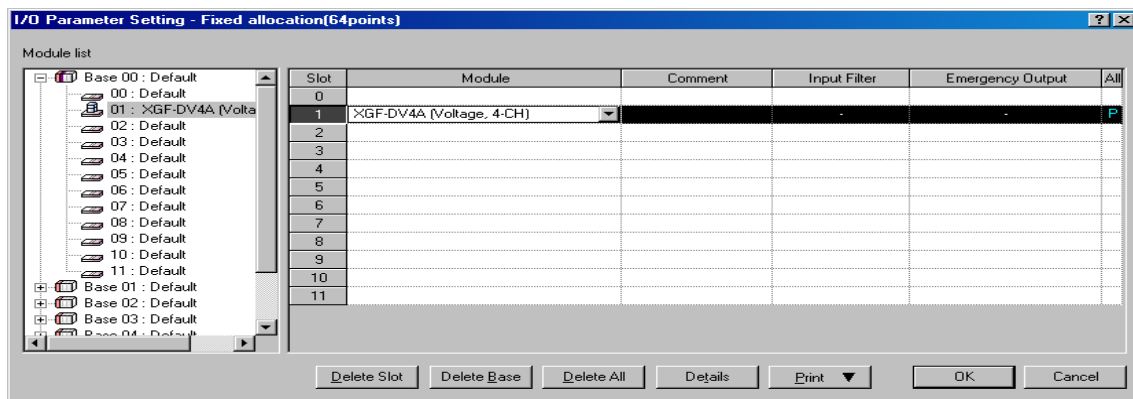 I/O Parameter Setting - Fixed allocation(64points)
Module list
Base 00 : Default
00 : Default
01 : XGF-DV4A (Volta
02 : Default
03 : Default
04 : Default
05 : Default
06 : Default
07 : Default
08 : Default
09 : Default
10 : Default
11 : Default
Base 01 : Default
Base 02 : Default
Base 03 : Default
Base 04 : Default
Slot Module Comment Input Filter Emergency Output All
0
1 XGF-DV4A (Voltage, 4-CH) - - P
2
3
4
5
6
7
8
9
10
11
Delete Slot Delete Base Delete All Details Print ▼ OK Cancel